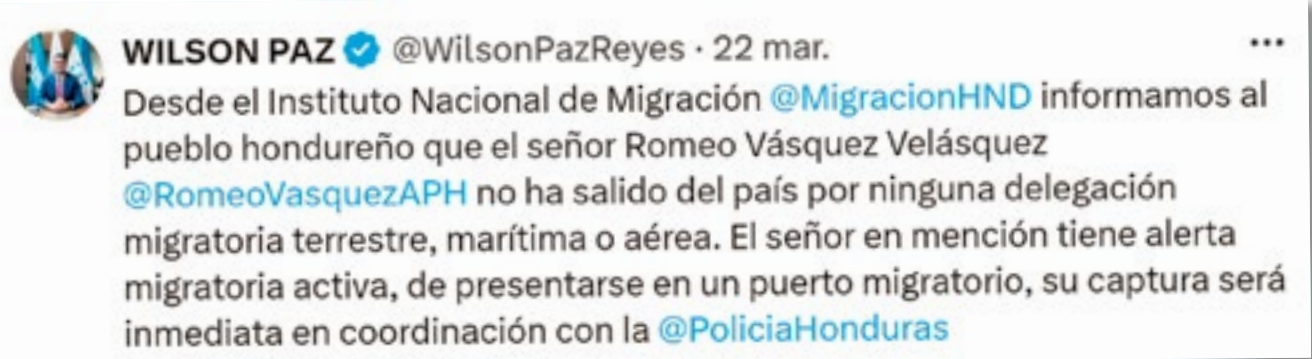 WILSON PAZ @WilsonPazReyes · 22 mar.
Desde el Instituto Nacional de Migración @MigracionHND informamos al
pueblo hondureño que el señor Romeo Vásquez Velásquez
@RomeoVasquezAPH no ha salido del país por ninguna delegación
migratoria terrestre, marítima o aérea. El señor en mención tiene alerta
migratoria activa, de presentarse en un puerto migratorio, su captura será
inmediata en coordinación con la @PoliciaHonduras